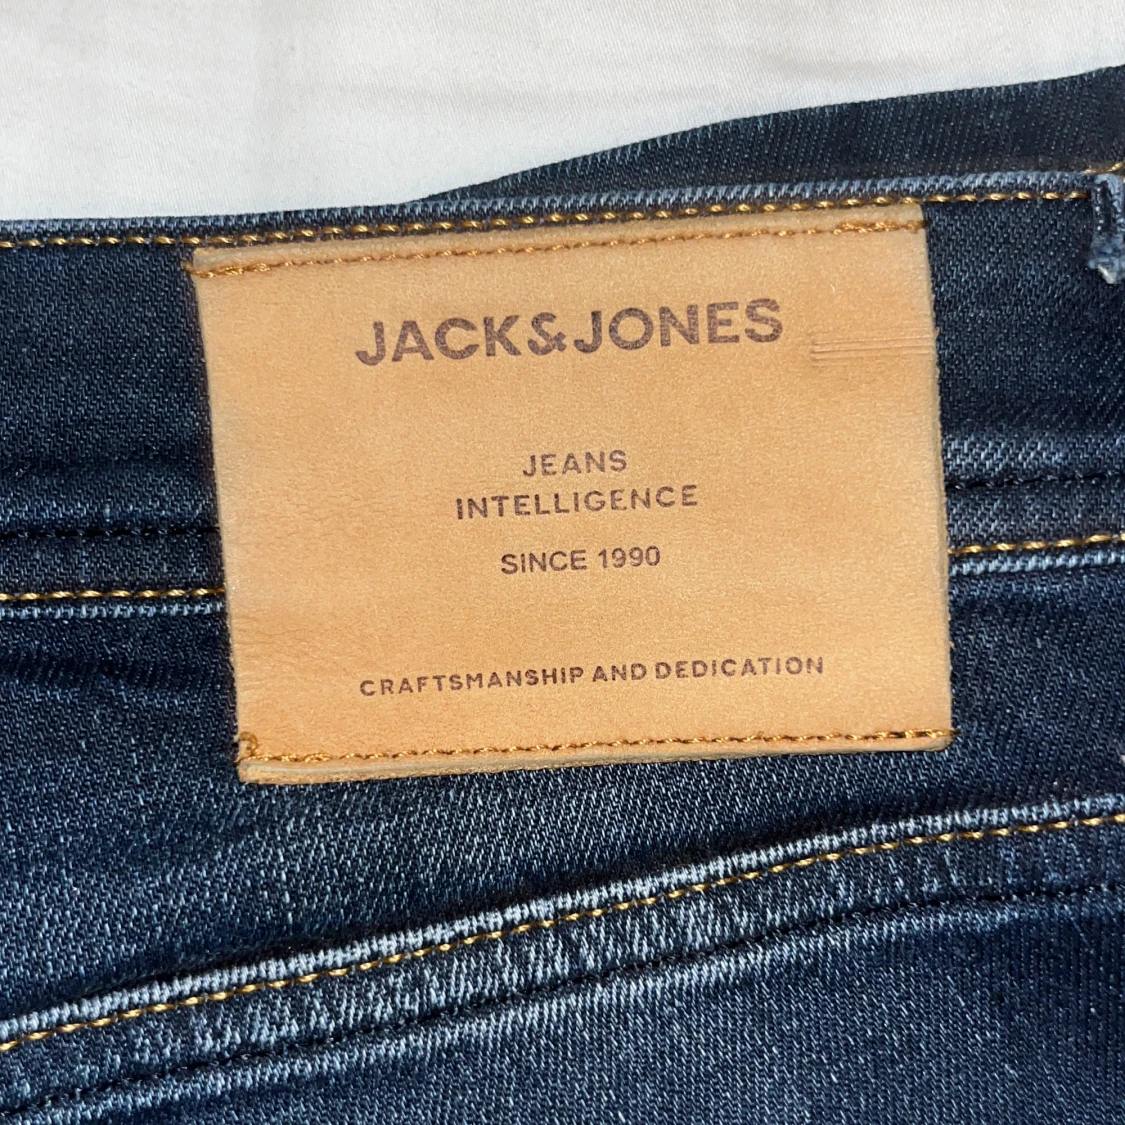 JACK&JONES
JEANS
INTELLIGENCE
SINCE 1990
CRAFTSMANSHIP AND DEDICATION